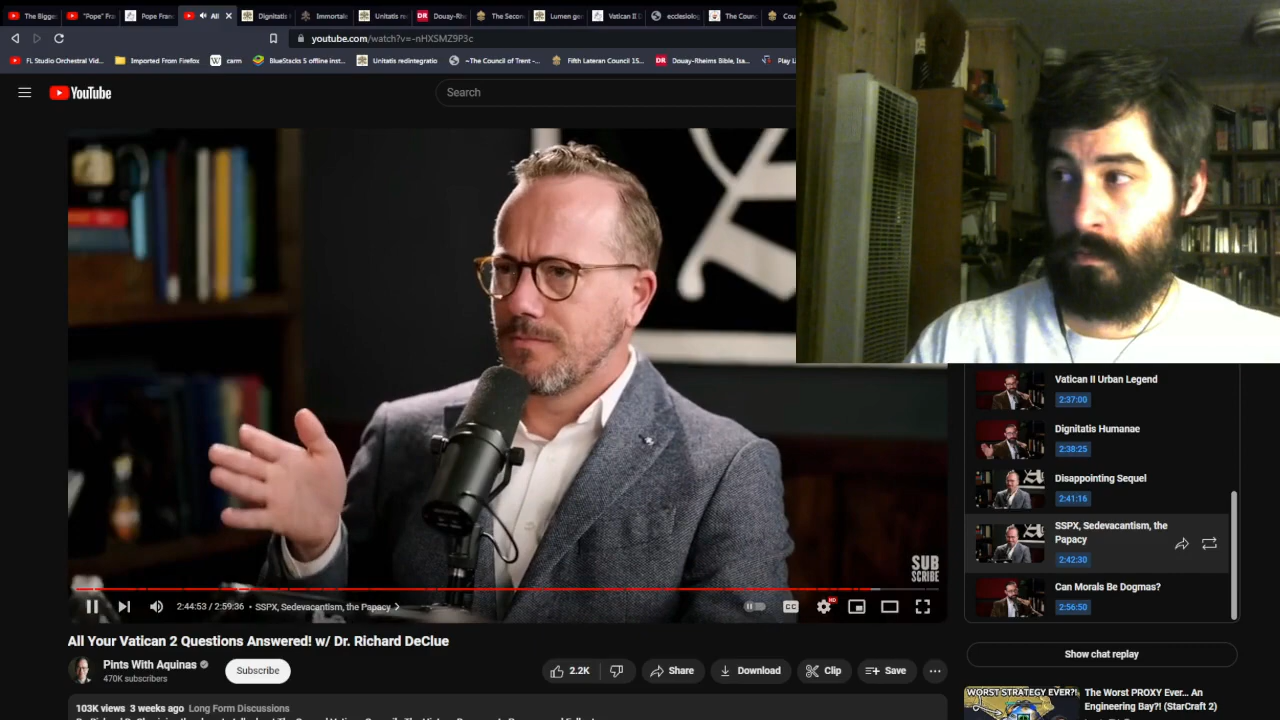 The Bigges
"Pope" Fra
Pope Franc
All
Dignitatis H
Immortale
Unitatis re
DR Douay-Rhe
The Secon
Lumen gen
Vatican II D
ecclesiolog
The Counc
Cou
youtube.com/watch?v=-nHXSMZ9P3c
FL Studio Orchestral Vid...
Imported From Firefox
W carm
BlueStacks 5 offline inst...
Unitatis redintegratio
~The Council of Trent -...
Fifth Lateran Council 15...
DR Douay-Rheims Bible, Isa...
Play Li
YouTube
Search
SUB
SCRIBE
2:44:53 / 2:59:36 • SSPX, Sedevacantism, the Papacy
CC
HD
Vatican II Urban Legend
2:37:00
Dignitatis Humanae
2:38:25
Disappointing Sequel
2:41:16
SSPX, Sedevacantism, the
Papacy
2:42:30
Can Morals Be Dogmas?
2:56:50
All Your Vatican 2 Questions Answered! w/ Dr. Richard DeClue
Pints With Aquinas
470K subscribers
Subscribe
2.2K
Share
Download
Clip
Save
Show chat replay
103K views 3 weeks ago Long Form Discussions
WORST STRATEGY EVER?!
The Worst PROXY Ever... An
Engineering Bay?! (StarCraft 2)